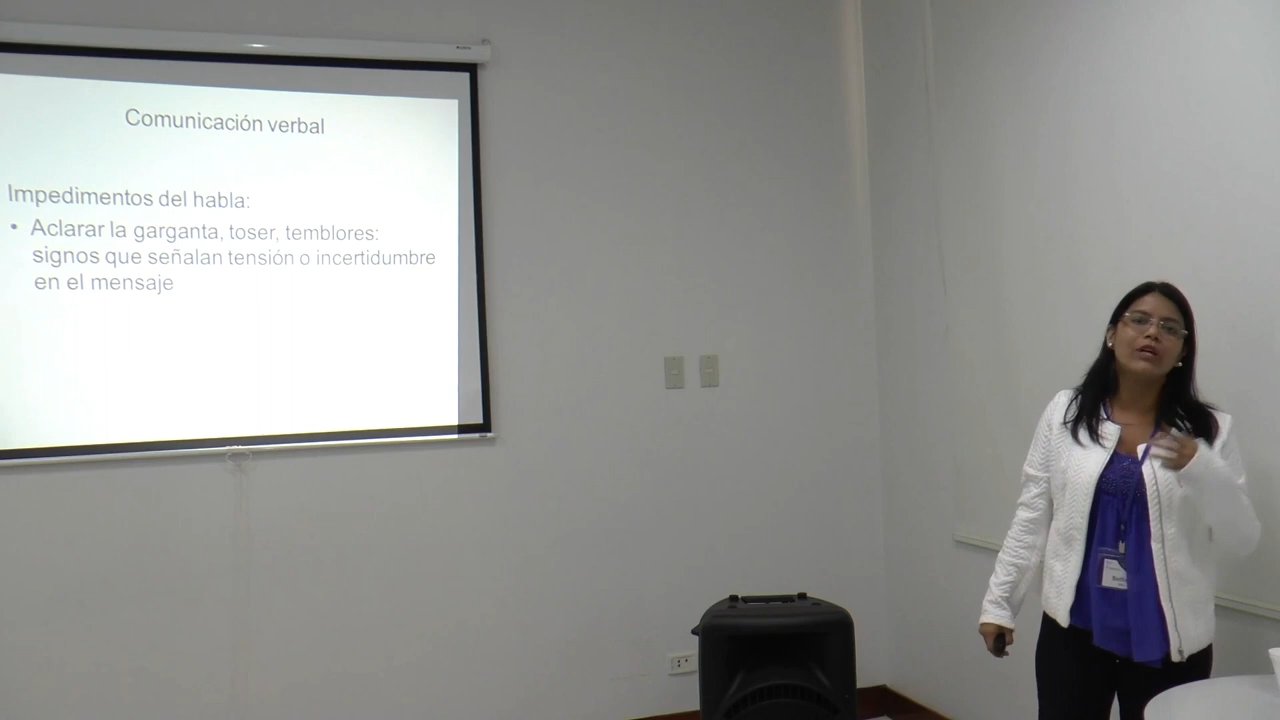 Comunicación verbal
Impedimentos del habla:
• Aclarar la garganta, toser, temblores:
signos que señalan tensión o incertidumbre
en el mensaje